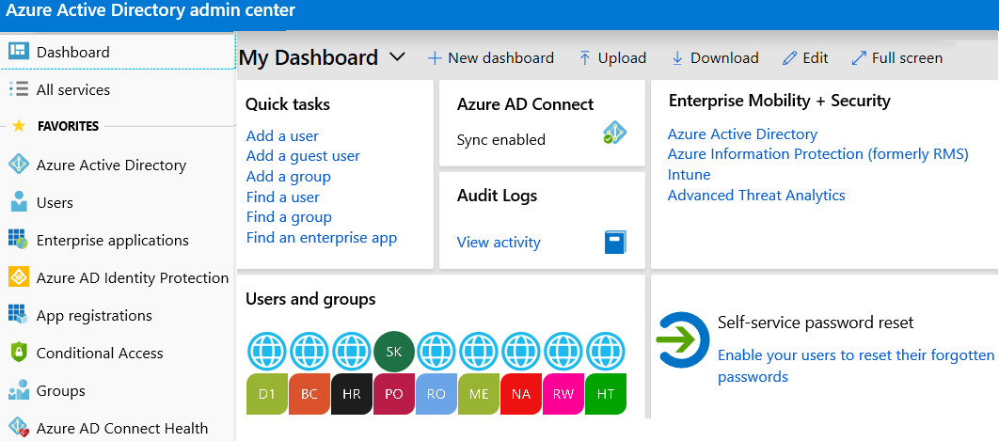 Azure Active Directory admin center
Dashboard
All services
FAVORITES
Azure Active Directory
Users
Enterprise applications
Azure AD Identity Protection
App registrations
Conditional Access
Groups
Azure AD Connect Health
My Dashboard
New dashboard
Upload
Download
Edit
Full screen
Quick tasks
Add a user
Add a guest user
Add a group
Find a user
Find a group
Find an enterprise app
Azure AD Connect
Sync enabled
Audit Logs
View activity
Enterprise Mobility + Security
Azure Active Directory
Azure Information Protection (formerly RMS)
Intune
Advanced Threat Analytics
Users and groups
SK
D1 BC HR PO RO ME NA RW HT
Self-service password reset
Enable your users to reset their forgotten
passwords